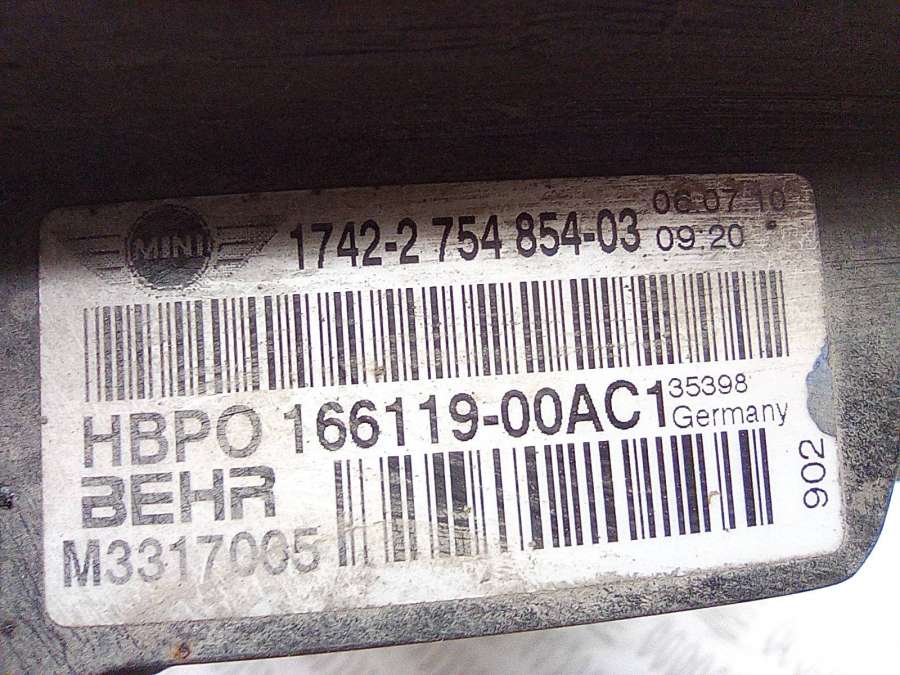 MINI 1742-2 754 854-03 06.07.10
09:20
HBPO 166119-00AC1 35398
Germany
BEHR
M3317005
902